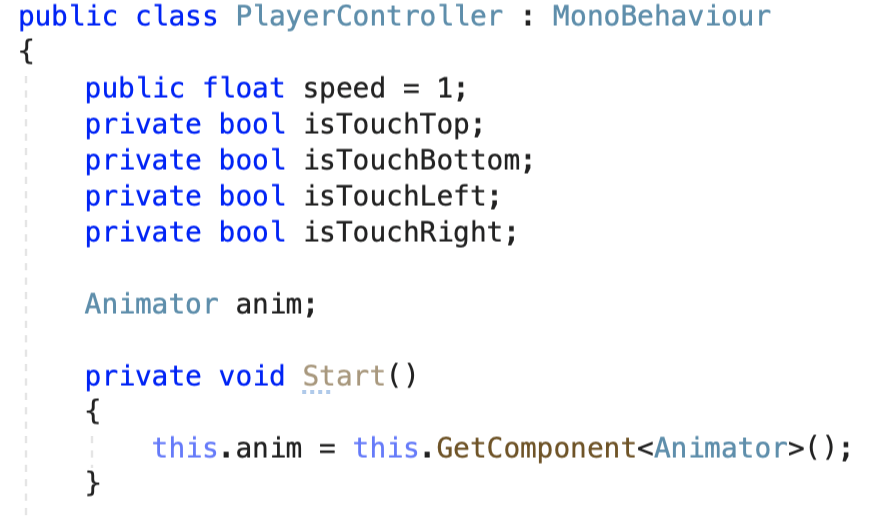 public class PlayerController : MonoBehaviour
{
    public float speed = 1;
    private bool isTouchTop;
    private bool isTouchBottom;
    private bool isTouchLeft;
    private bool isTouchRight;

    Animator anim;

    private void Start()
    {
        this.anim = this.GetComponent<Animator>();
    }